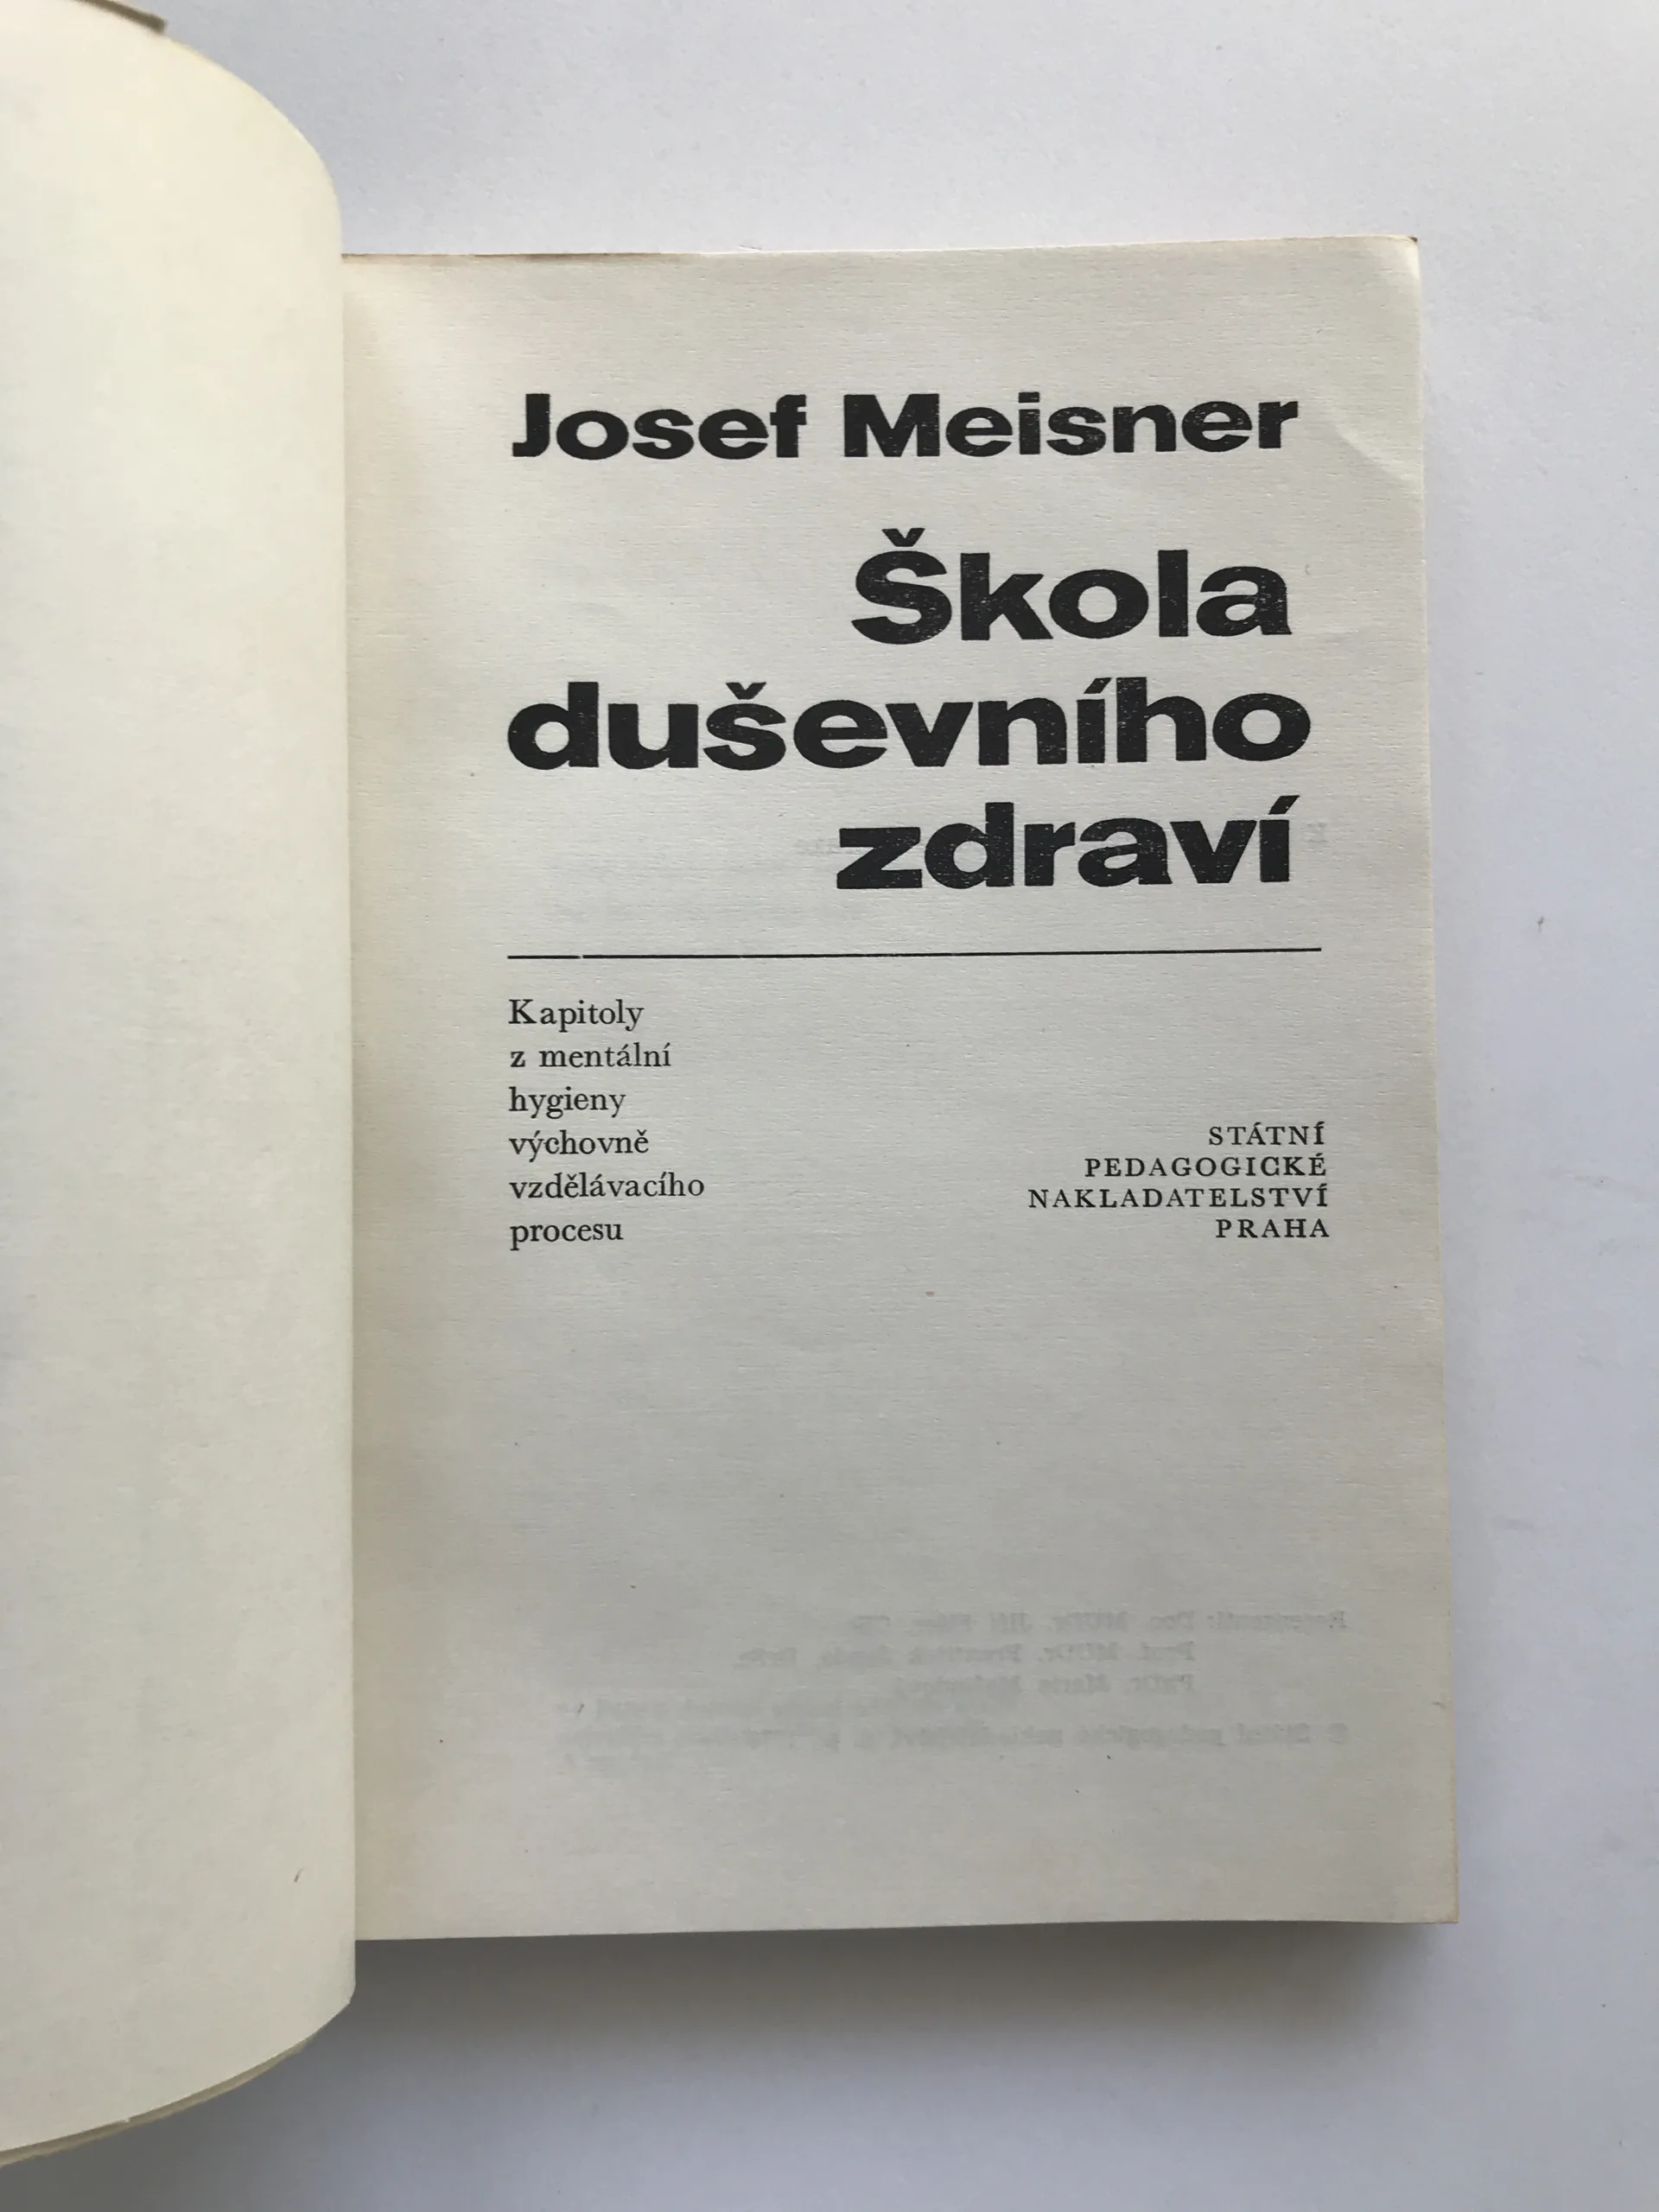 Josef Meisner
Škola
duševního
zdraví
Kapitoly
z mentální
hygieny
výchovně
vzdělávacího
procesu
STÁTNÍ
PEDAGOGICKÉ
NAKLADATELSTVÍ
PRAHA